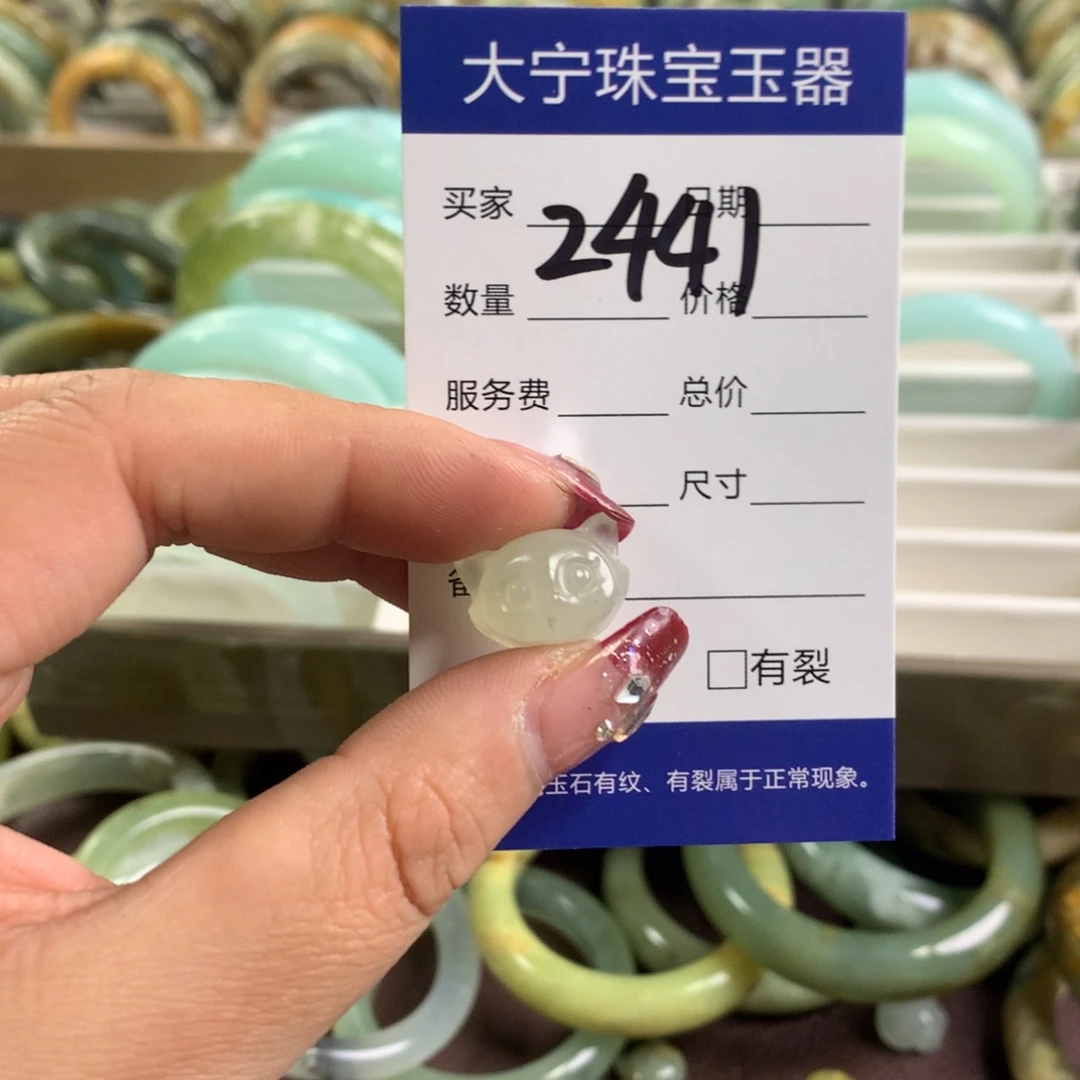 大宁珠宝玉器
买家 2441 日期
数量 价格
服务费 总价
尺寸
□有裂
玉石有纹、有裂属于正常现象。